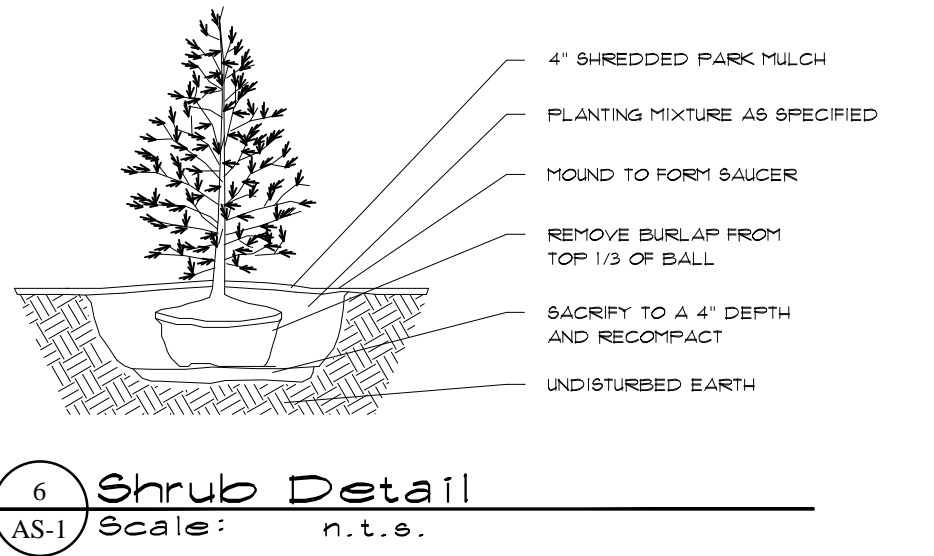 4" SHREDDED PARK MULCH
PLANTING MIXTURE AS SPECIFIED
MOUND TO FORM SAUCER
REMOVE BURLAP FROM
TOP 1/3 OF BALL
SACRIFY TO A 4" DEPTH
AND RECOMPACT
UNDISTURBED EARTH
6
Shrub Detail
AS-1
Scale: n.t.s.